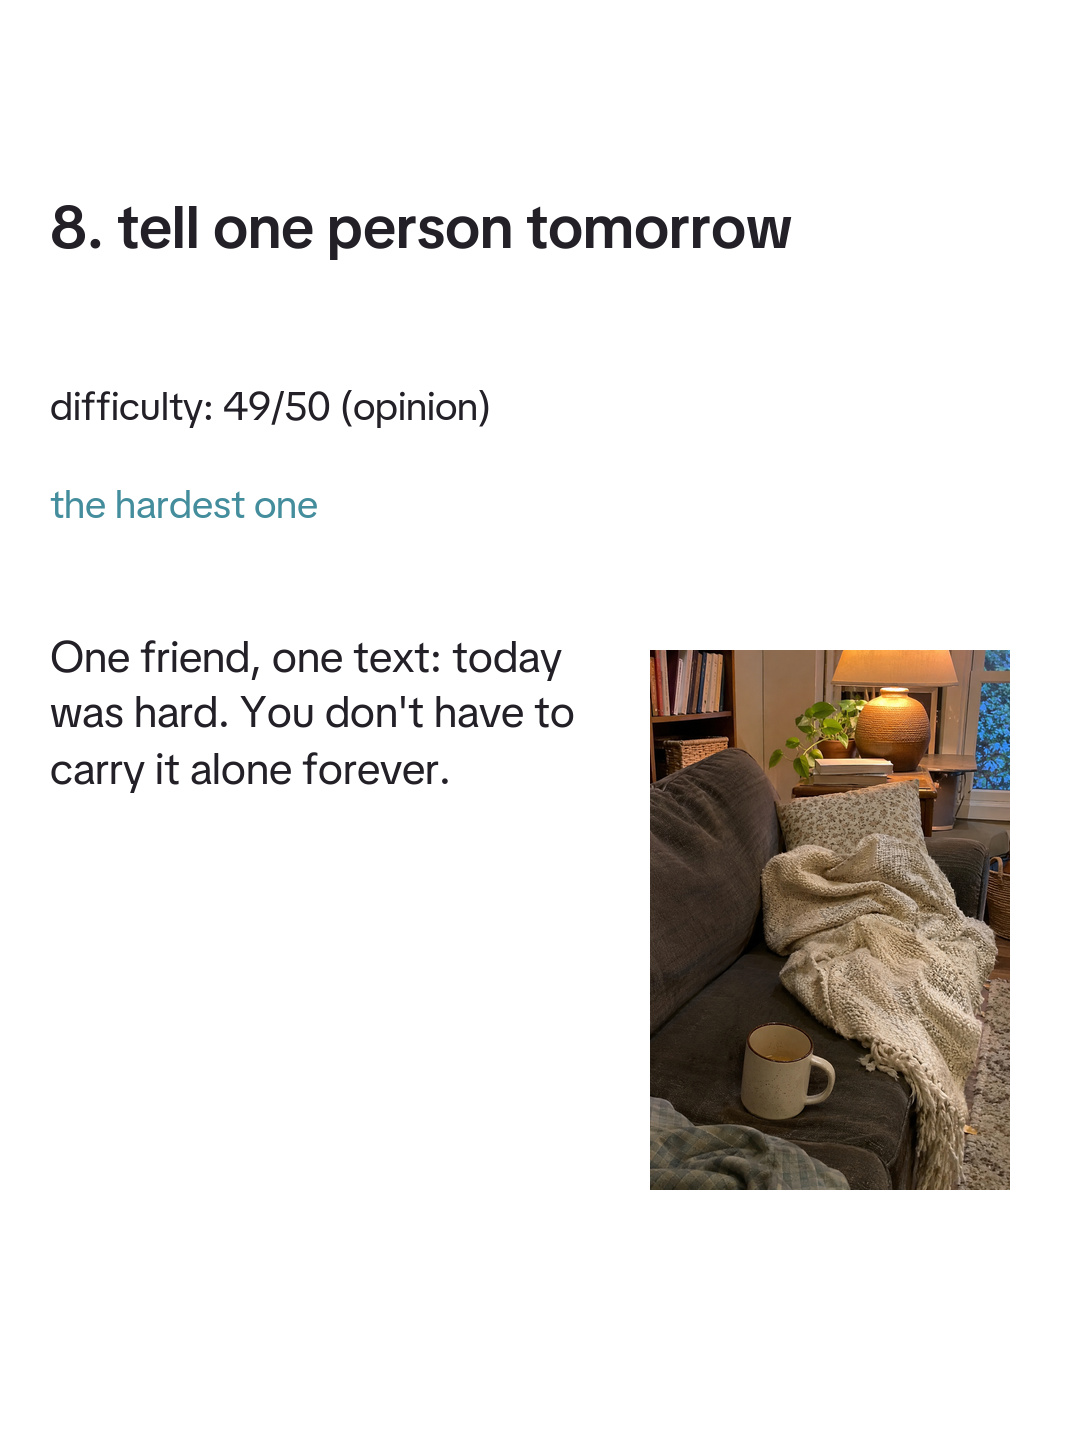 8. tell one person tomorrow
difficulty: 49/50 (opinion)
the hardest one
One friend, one text: today
was hard. You don't have to
carry it alone forever.